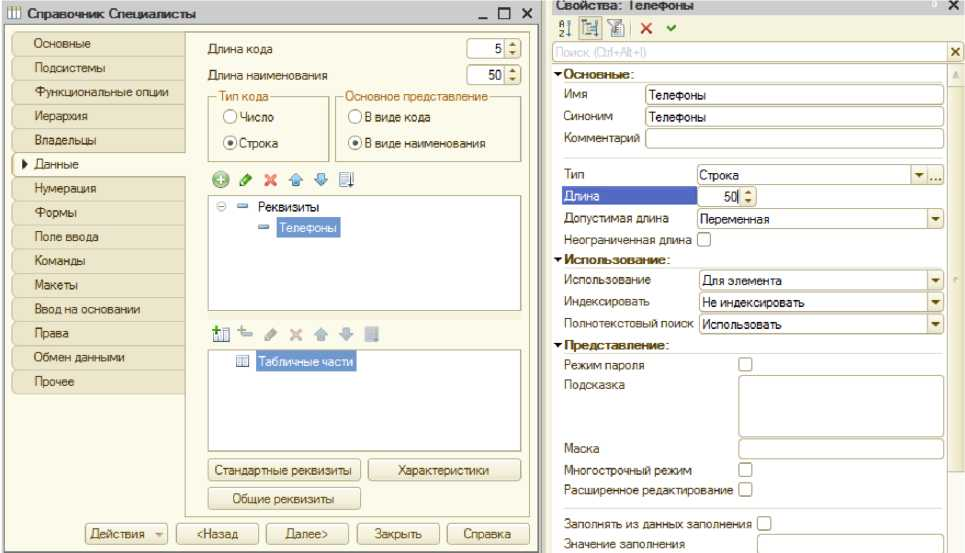 Справочник Специалисты
Основные
Подсистемы
Функциональные опции
Иерархия
Владельцы
Данные
Нумерация
Формы
Поле ввода
Команды
Макеты
Ввод на основании
Права
Обмен данными
Прочее
Длина кода 5
Длина наименования 50
Тип кода
Число
Строка
Основное представление
В виде кода
В виде наименования
Реквизиты
Телефоны
Табличные части
Стандартные реквизиты Характеристики
Общие реквизиты
Действия <Назад Далее> Закрыть Справка
Свойства: Телефоны
Поиск (Ctrl+Alt+I)
Основные:
Имя Телефоны
Синоним Телефоны
Комментарий
Тип Строка ...
Длина 50
Допустимая длина Переменная
Неограниченная длина
Использование:
Использование Для элемента
Индексировать Не индексировать
Полнотекстовый поиск Использовать
Представление:
Режим пароля
Подсказка
Маска
Многострочный режим
Расширенное редактирование
Заполнять из данных заполнения
Значение заполнения